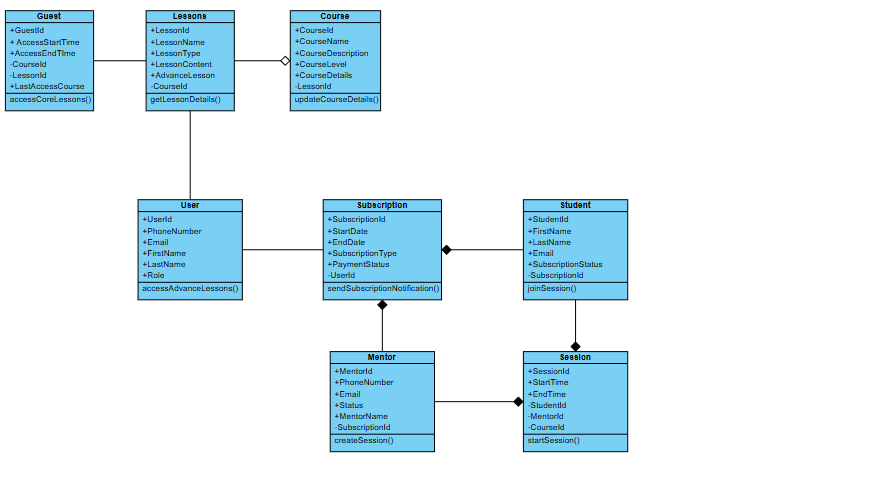 Guest
+GuestId
+ AccessStartTime
+AccessEndTIme
-CourseId
-LessonId
+LastAccessCourse
accessCoreLessons()
Lessons
+LessonId
+LessonName
+LessonType
+LessonContent
+AdvanceLesson
-CourseId
getLessonDetails()
Course
+CourseId
+CourseName
+CourseDescription
+CourseLevel
+CourseDetails
-LessonId
updateCourseDetails()
User
+UserId
+PhoneNumber
+Email
+FirstName
+LastName
+Role
accessAdvanceLessons()
Subscription
+SubscriptionId
+StartDate
+EndDate
+SubscriptionType
+PaymentStatus
-UserId
sendSubscriptionNotification()
Student
+StudentId
+FirstName
+LastName
+Email
+SubscriptionStatus
-SubscriptionId
joinSession()
Mentor
+MentorId
+PhoneNumber
+Email
+Status
+MentorName
-SubscriptionId
createSession()
Session
+SessionId
+StartTime
+EndTime
-StudentId
-MentorId
-CourseId
startSession()